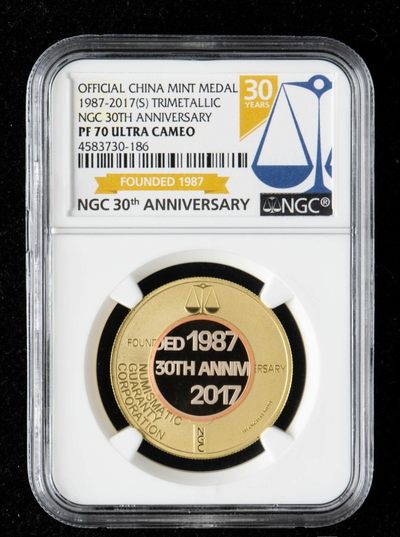 OFFICIAL CHINA MINT MEDAL
1987-2017(S) TRIMETALLIC
NGC 30TH ANNIVERSARY
PF 70 ULTRA CAMEO
4583730-186
30
YEARS
FOUNDED 1987
NGC 30th ANNIVERSARY
NGC®
FOUNDED 1987
30TH ANNIVERSARY
2017
NUMISMATIC
GUARANTY
CORPORATION
NGC